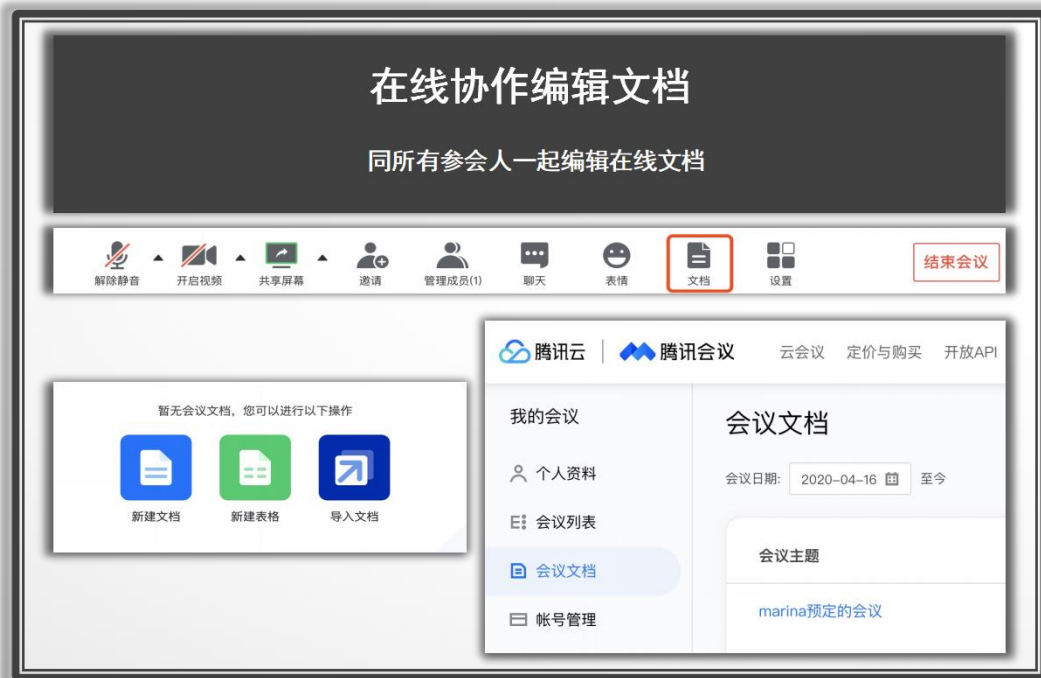 在线协作编辑文档
同所有参会人一起编辑在线文档
解除静音 开启视频 共享屏幕 邀请 管理成员(1) 聊天 表情 文档 设置 结束会议
暂无会议文档，您可以进行以下操作
新建文档 新建表格 导入文档
腾讯云 腾讯会议 云会议 定价与购买 开放API
我的会议
个人资料
会议列表
会议文档
帐号管理
会议文档
会议日期: 2020-04-16 至今
会议主题
marina预定的会议